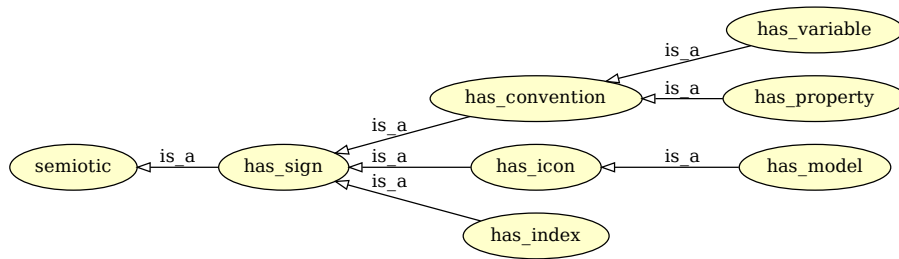 has_variable
is_a
has_convention
is_a
has_property
is_a
semiotic
is_a
has_sign
is_a
has_icon
is_a
has_model
is_a
has_index